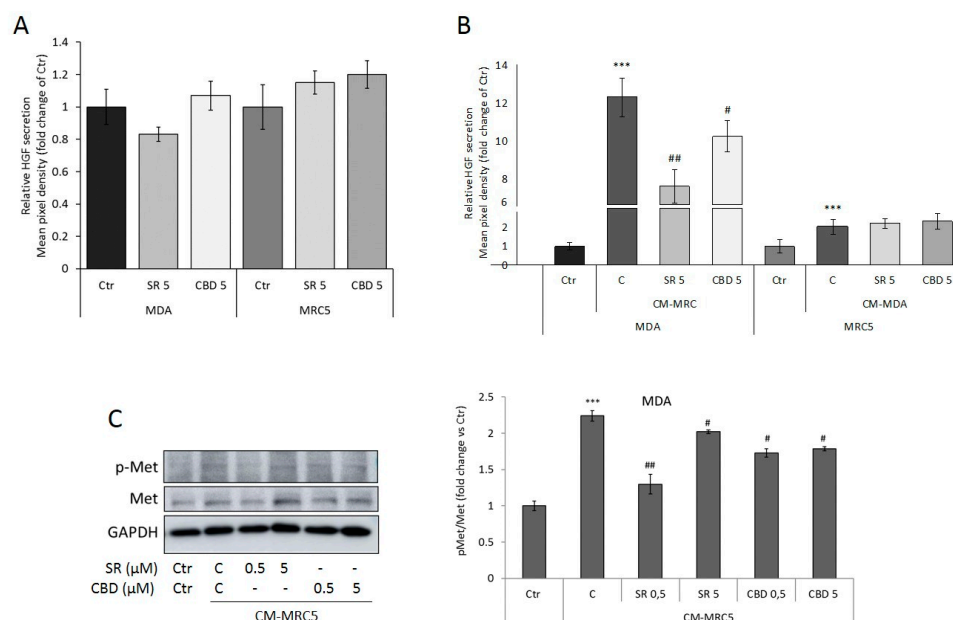 A
Relative HGF secretion
Mean pixel density (fold change of Ctr)
1.4
1.2
1
0.8
0.6
0.4
0.2
0
Ctr SR 5 CBD 5 Ctr SR 5 CBD 5
MDA MRC5
B
Relative HGF secretion
Mean pixel density (fold change of Ctr)
14
12
10
8
6
2
1
0
*** ## # ***
Ctr C SR 5 CBD 5 Ctr C SR 5 CBD 5
CM-MRC CM-MDA
MDA MRC5
C
p-Met
Met
GAPDH
SR (μM) Ctr C 0.5 5 - -
CBD (μM) Ctr C - - 0.5 5
CM-MRC5
MDA
pMet/Met (fold change vs Ctr)
2.5
2
1.5
1
0.5
0
*** ## # # #
Ctr C SR 0,5 SR 5 CBD 0,5 CBD 5
CM-MRC5